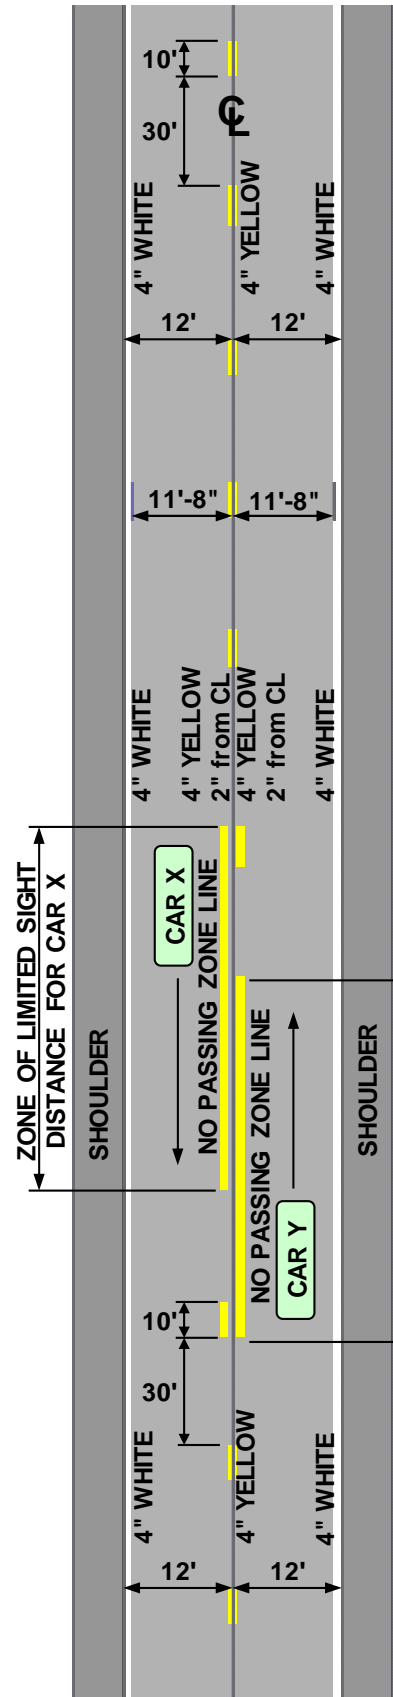 10'
30'
CL
4" WHITE
4" YELLOW
4" WHITE
12'
12'
11'-8"
11'-8"
4" WHITE
4" YELLOW
2" from CL
4" YELLOW
2" from CL
4" WHITE
ZONE OF LIMITED SIGHT
DISTANCE FOR CAR X
SHOULDER
CAR X
NO PASSING ZONE LINE
NO PASSING ZONE LINE
CAR Y
SHOULDER
10'
30'
4" WHITE
4" YELLOW
4" WHITE
12'
12'